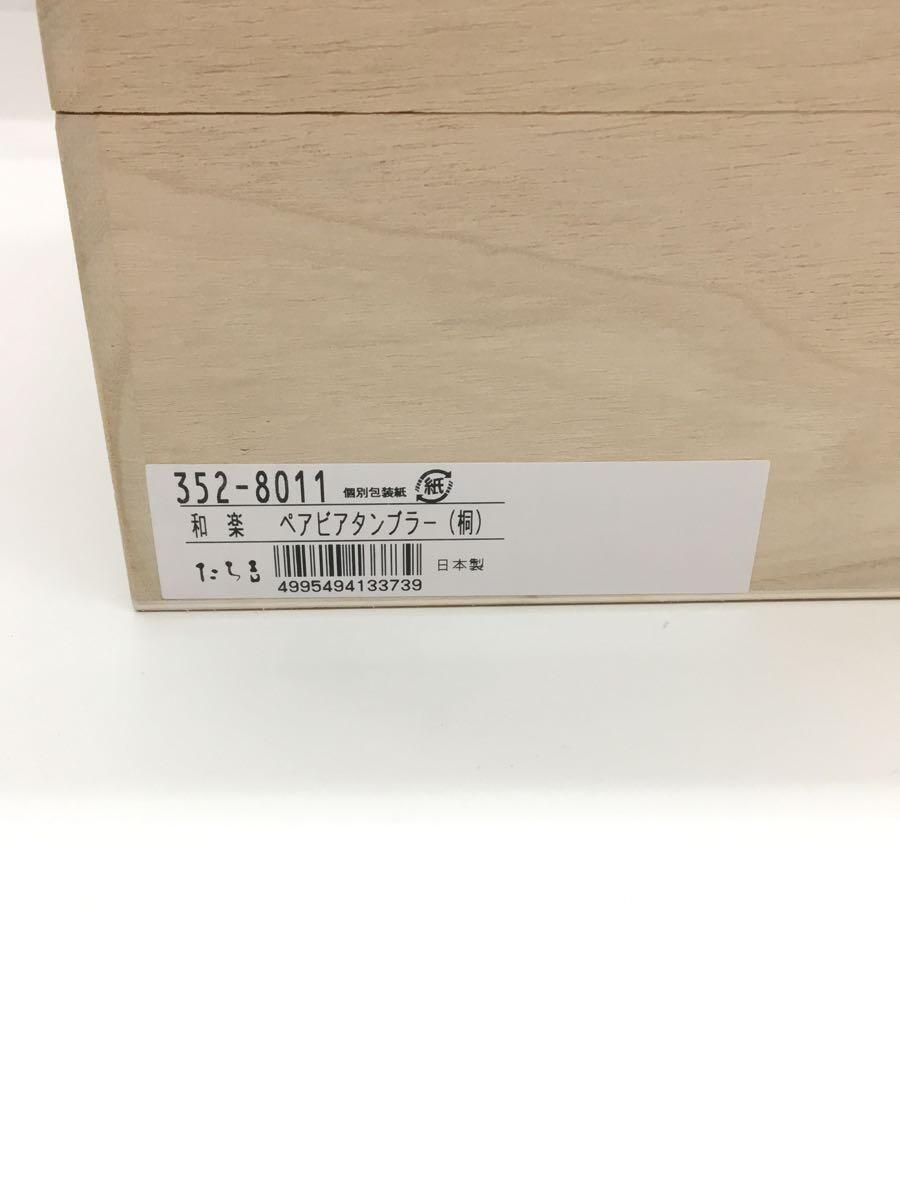 352-8011 個別包装紙 紙
和 楽 ペアビアタンブラー(桐)
たち吉 日本製
4995494133739